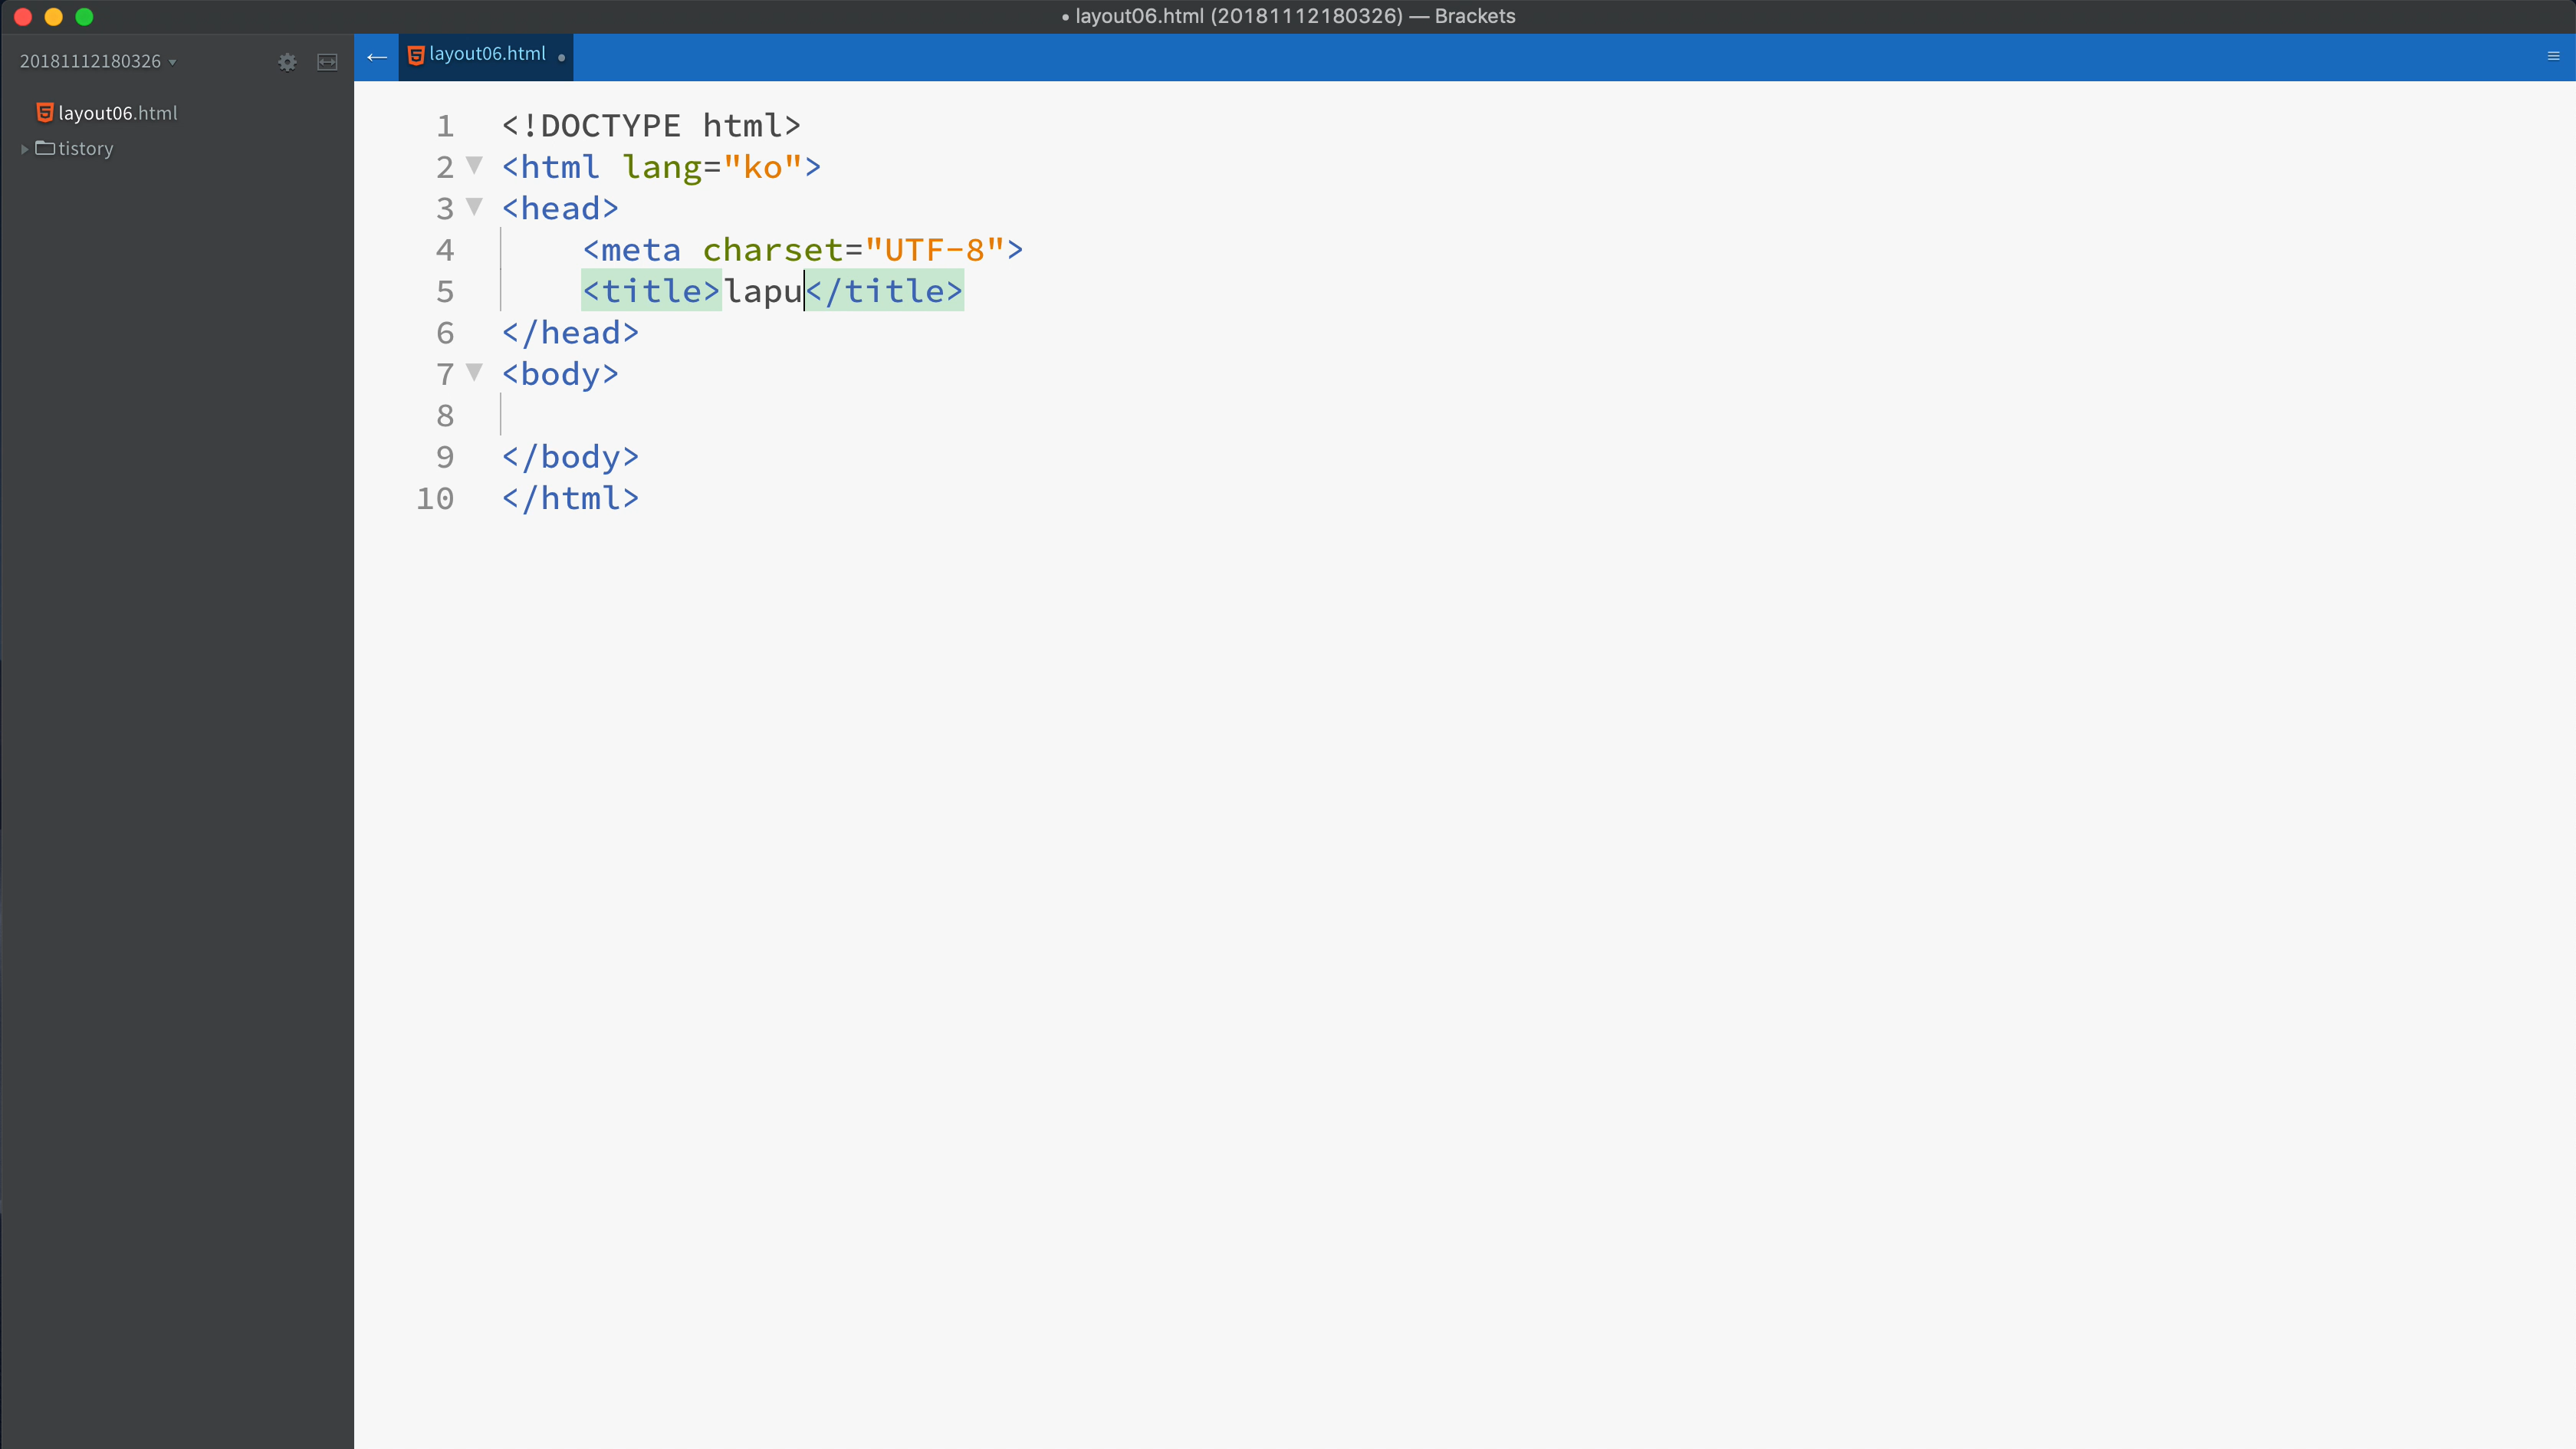 • layout06.html (20181112180326) — Brackets
20181112180326
layout06.html
tistory
layout06.html
1 <!DOCTYPE html>
2 <html lang="ko">
3 <head>
4     <meta charset="UTF-8">
5     <title>lapu</title>
6 </head>
7 <body>
8
9 </body>
10 </html>